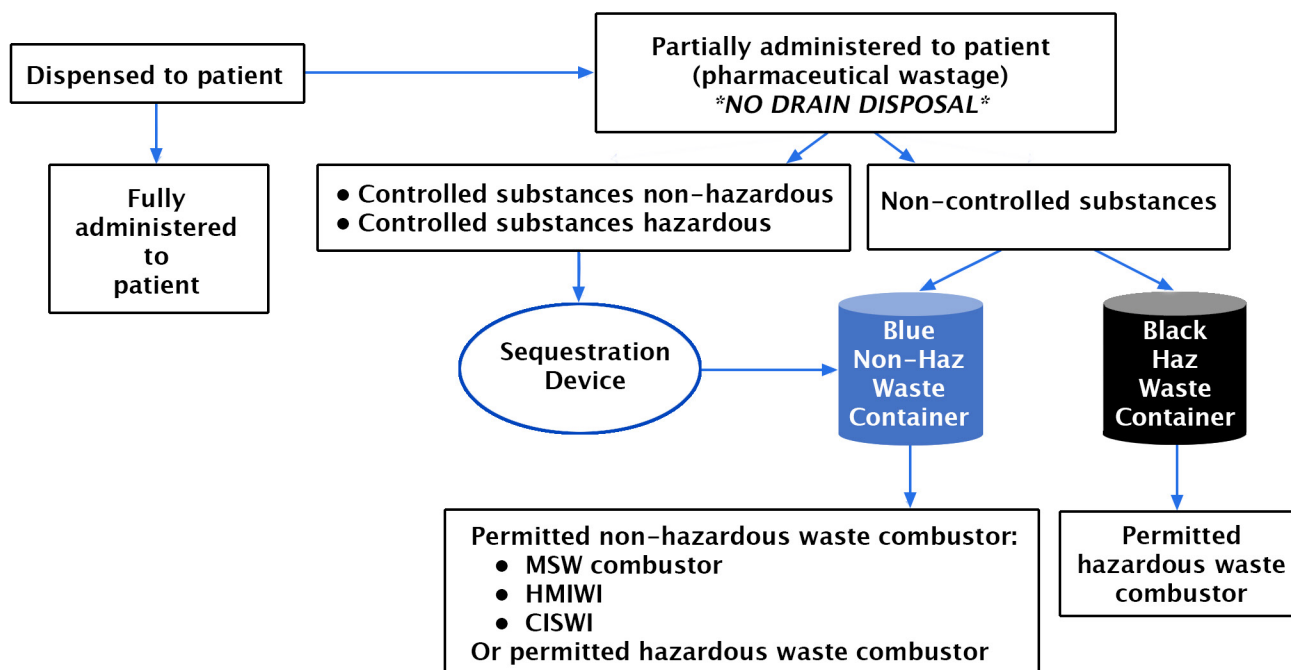 Dispensed to patient
Partially administered to patient
(pharmaceutical wastage)
*NO DRAIN DISPOSAL*
Fully
administered
to
patient
● Controlled substances non-hazardous
● Controlled substances hazardous
Non-controlled substances
Sequestration
Device
Blue
Non-Haz
Waste
Container
Black
Haz
Waste
Container
Permitted non-hazardous waste combustor:
● MSW combustor
● HMIWI
● CISWI
Or permitted hazardous waste combustor
Permitted
hazardous waste
combustor